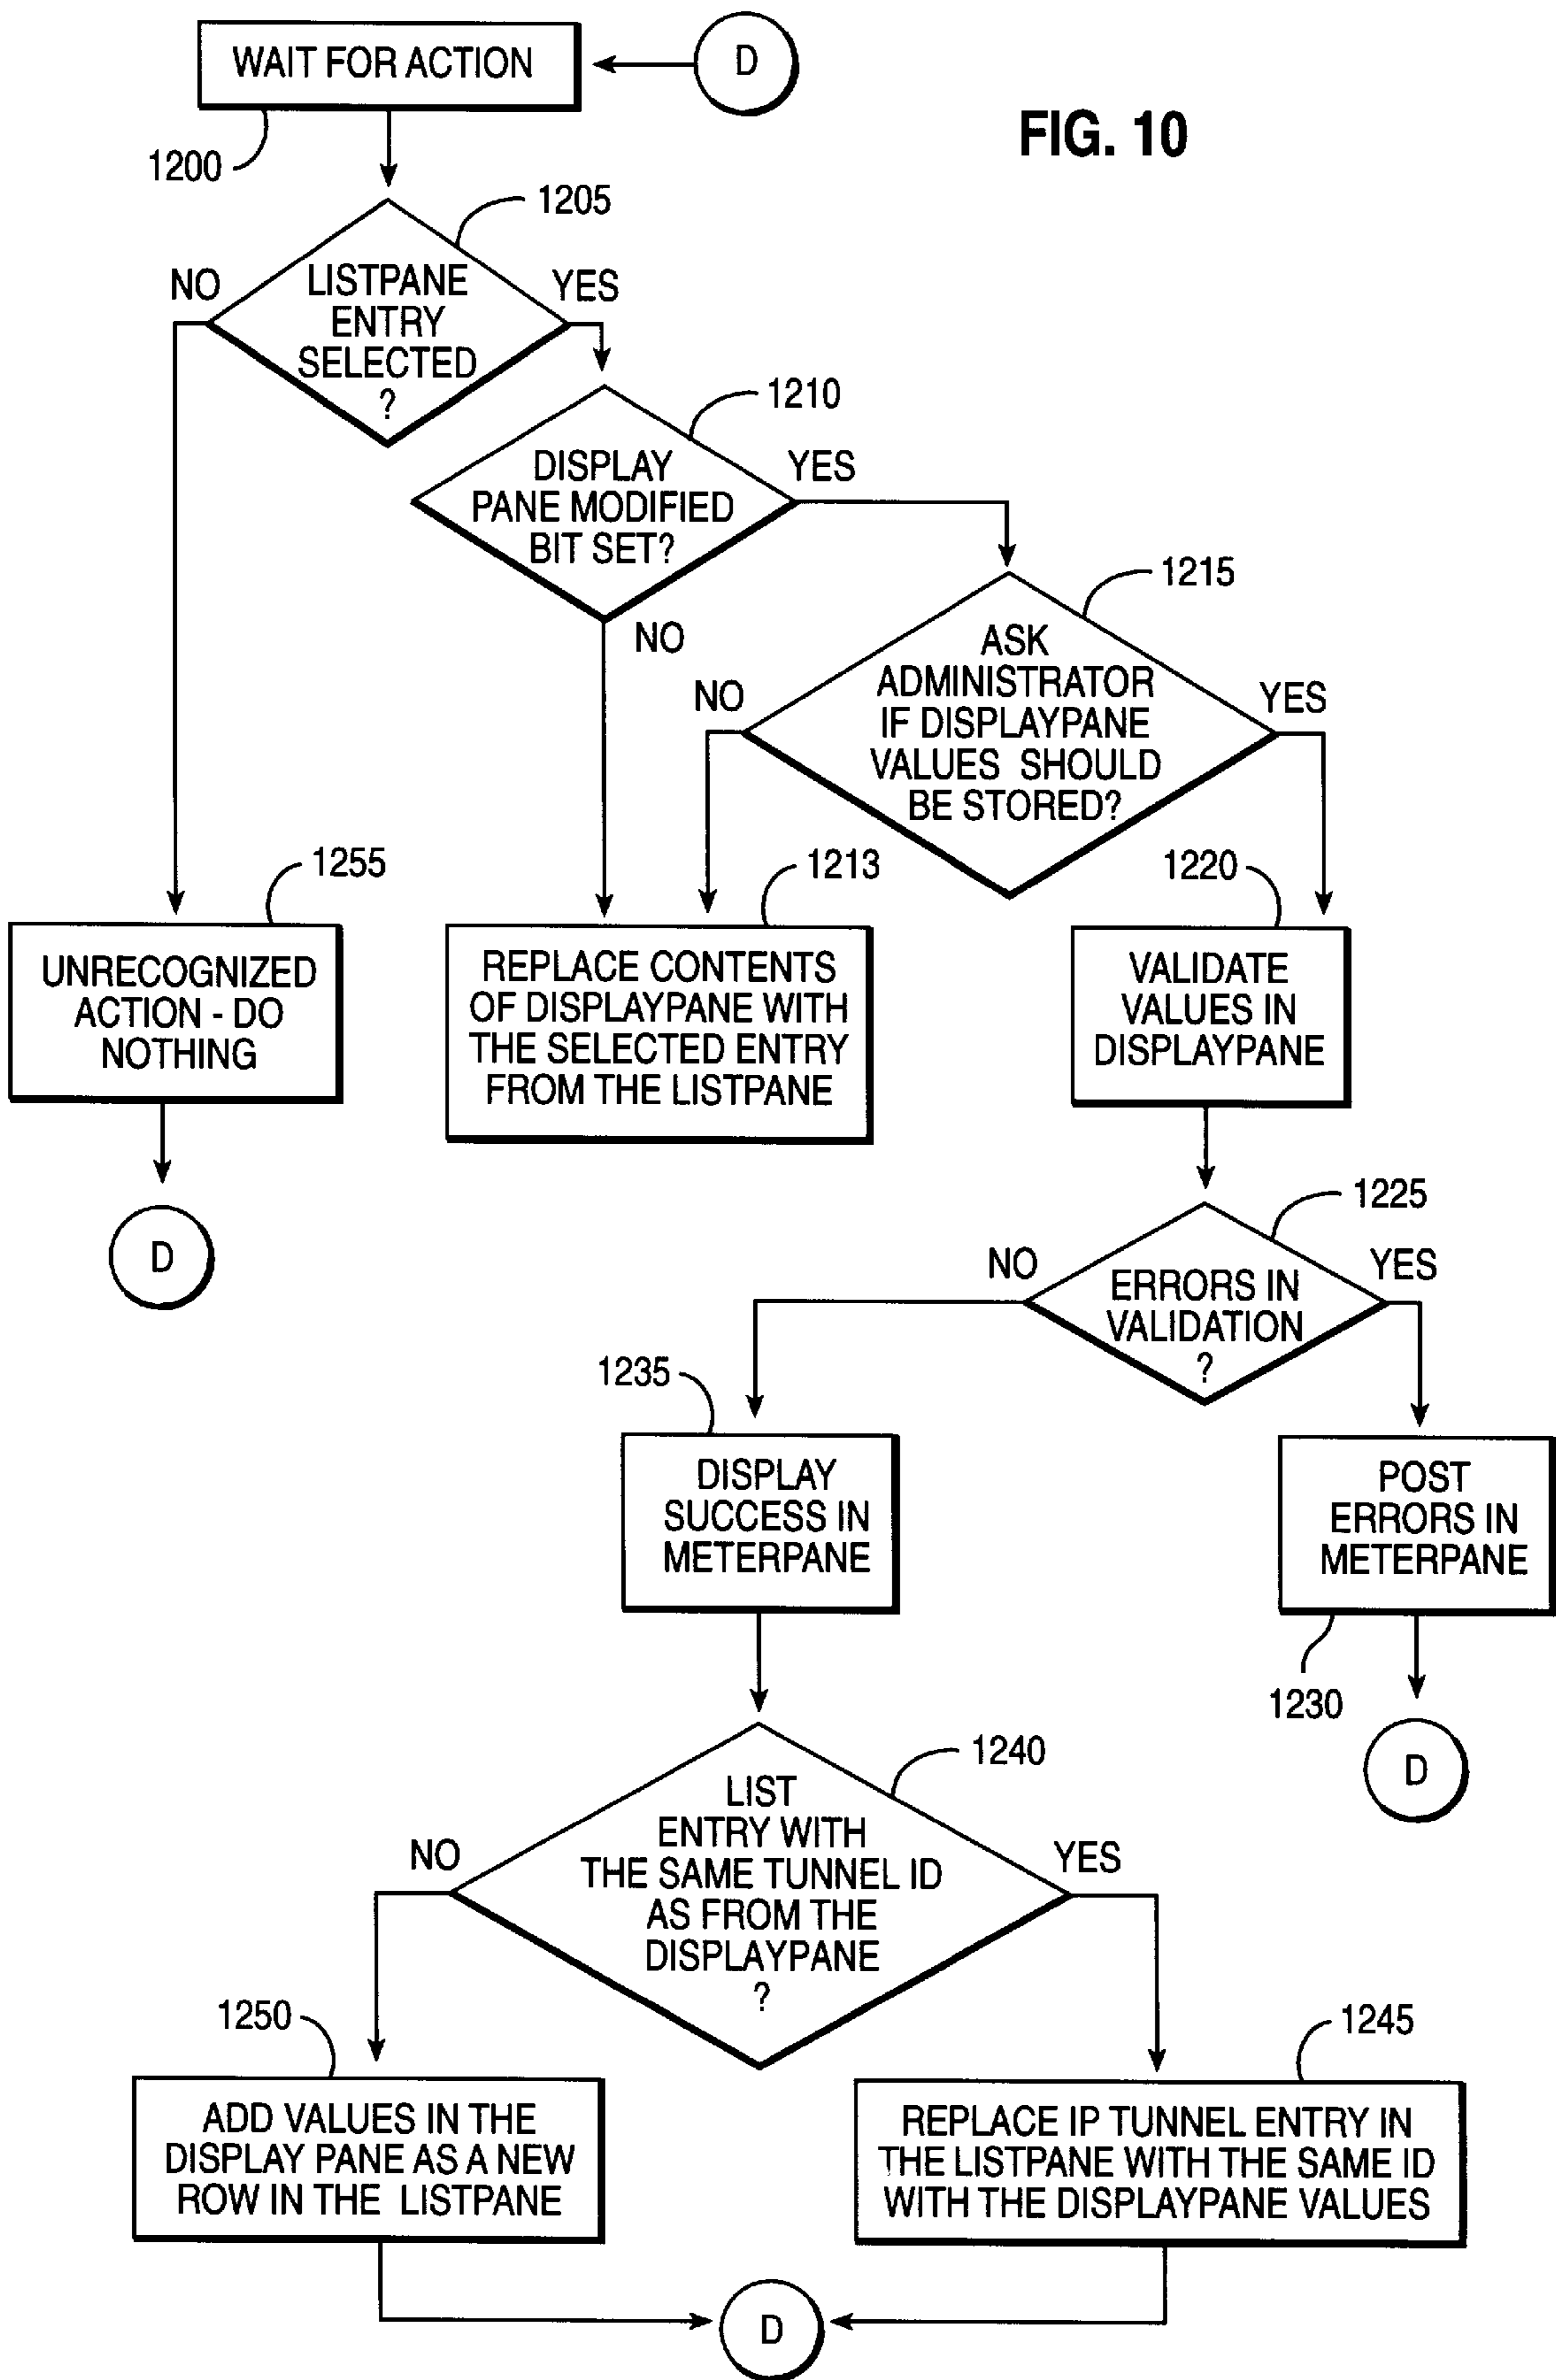 WAIT FOR ACTION
D
FIG. 10
1200
1205
NO
LISTPANE
ENTRY
SELECTED
?
YES
1210
DISPLAY
PANE MODIFIED
BIT SET?
YES
NO
1215
ASK
ADMINISTRATOR
IF DISPLAYPANE
VALUES SHOULD
BE STORED?
NO
YES
1255
UNRECOGNIZED
ACTION - DO
NOTHING
D
1213
REPLACE CONTENTS
OF DISPLAYPANE WITH
THE SELECTED ENTRY
FROM THE LISTPANE
1220
VALIDATE
VALUES IN
DISPLAYPANE
1225
NO
ERRORS IN
VALIDATION
?
YES
1235
DISPLAY
SUCCESS IN
METERPANE
POST
ERRORS IN
METERPANE
1230
D
1240
LIST
ENTRY WITH
THE SAME TUNNEL ID
AS FROM THE
DISPLAYPANE
?
NO
YES
1250
ADD VALUES IN THE
DISPLAY PANE AS A NEW
ROW IN THE LISTPANE
1245
REPLACE IP TUNNEL ENTRY IN
THE LISTPANE WITH THE SAME ID
WITH THE DISPLAYPANE VALUES
D